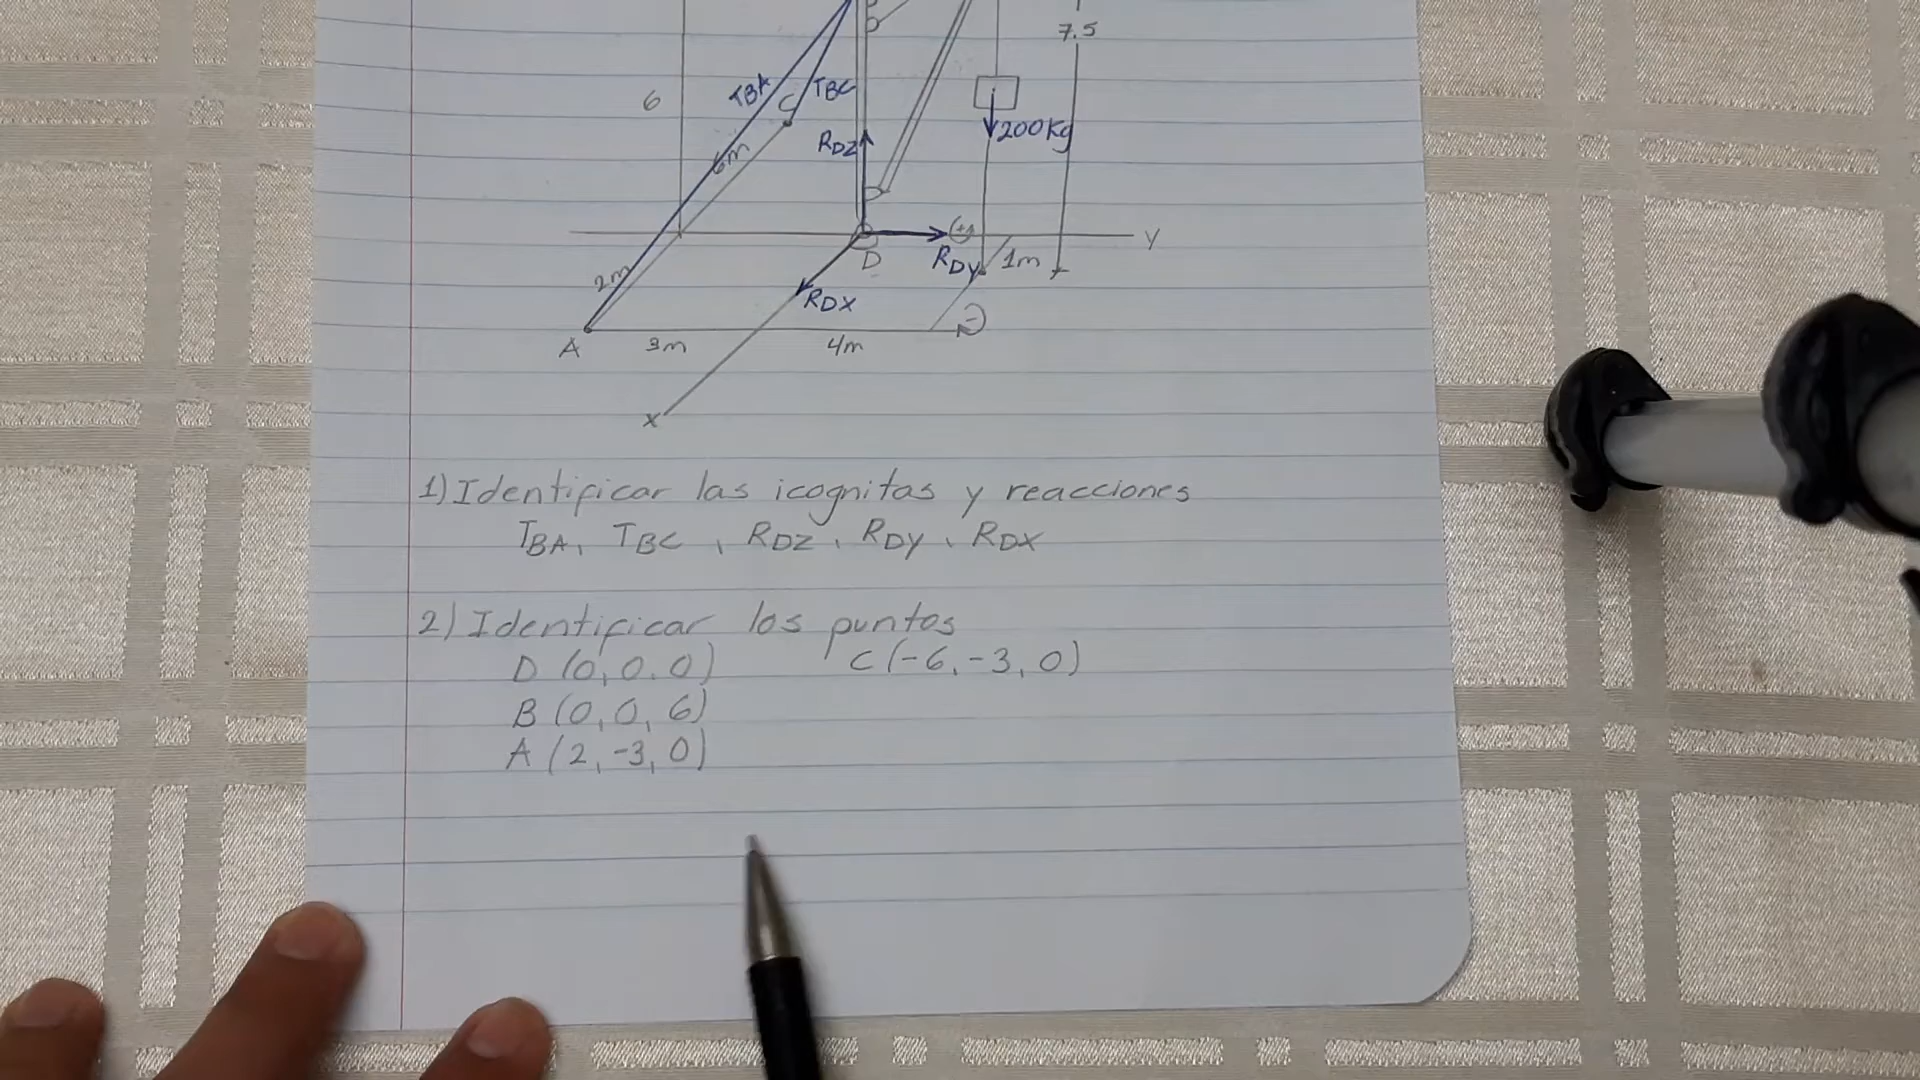 7.5
6
TBA
C
TBC
6m
RDZ
200Kg
Y
D
RDY
1m
2m
RDX
A
3m
4m
X
1) Identificar las icognitas y reacciones
TBA, TBC, RDZ, RDY, RDX
2) Identificar los puntos
D (0, 0, 0) C (-6, -3, 0)
B (0, 0, 6)
A (2, -3, 0)